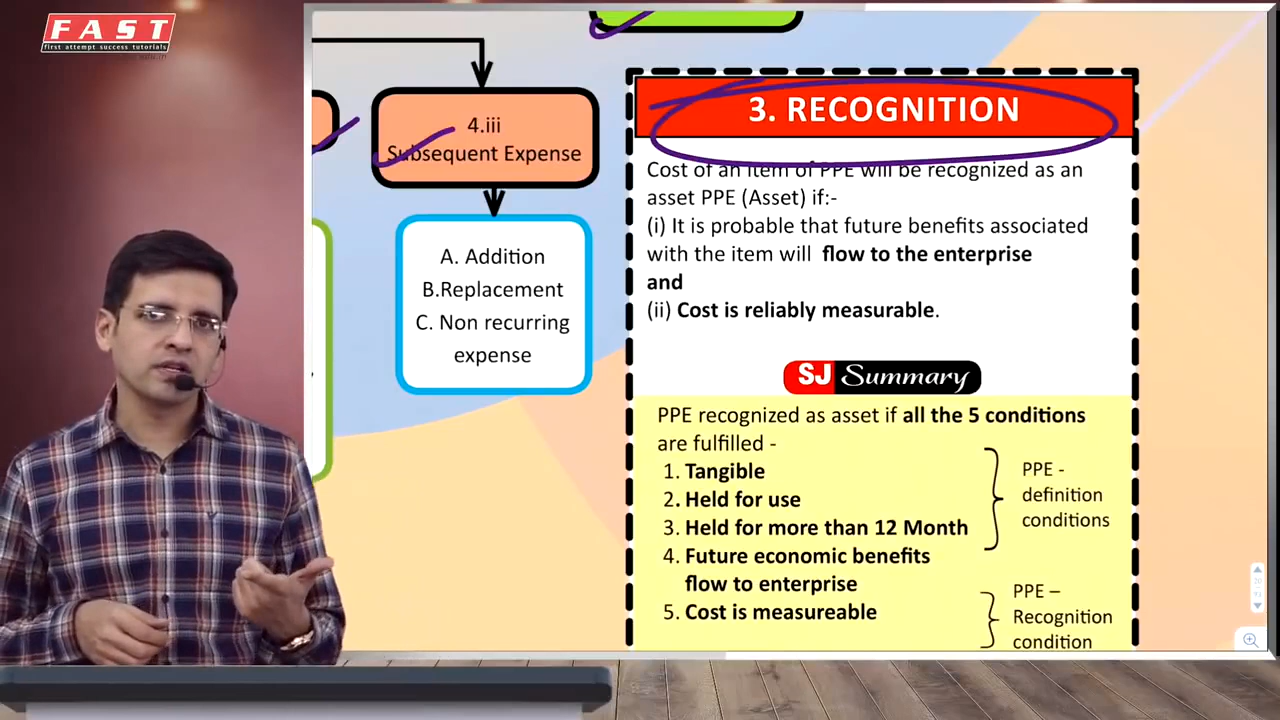 FAST
first attempt success tutorials
4.iii
Subsequent Expense
A. Addition
B.Replacement
C. Non recurring
expense
3. RECOGNITION
Cost of an item of PPE will be recognized as an
asset PPE (Asset) if:-
(i) It is probable that future benefits associated
with the item will flow to the enterprise
and
(ii) Cost is reliably measurable.
SJ Summary
PPE recognized as asset if all the 5 conditions
are fulfilled -
1. Tangible
2. Held for use
3. Held for more than 12 Month
4. Future economic benefits
flow to enterprise
5. Cost is measureable
PPE -
definition
conditions
PPE –
Recognition
condition